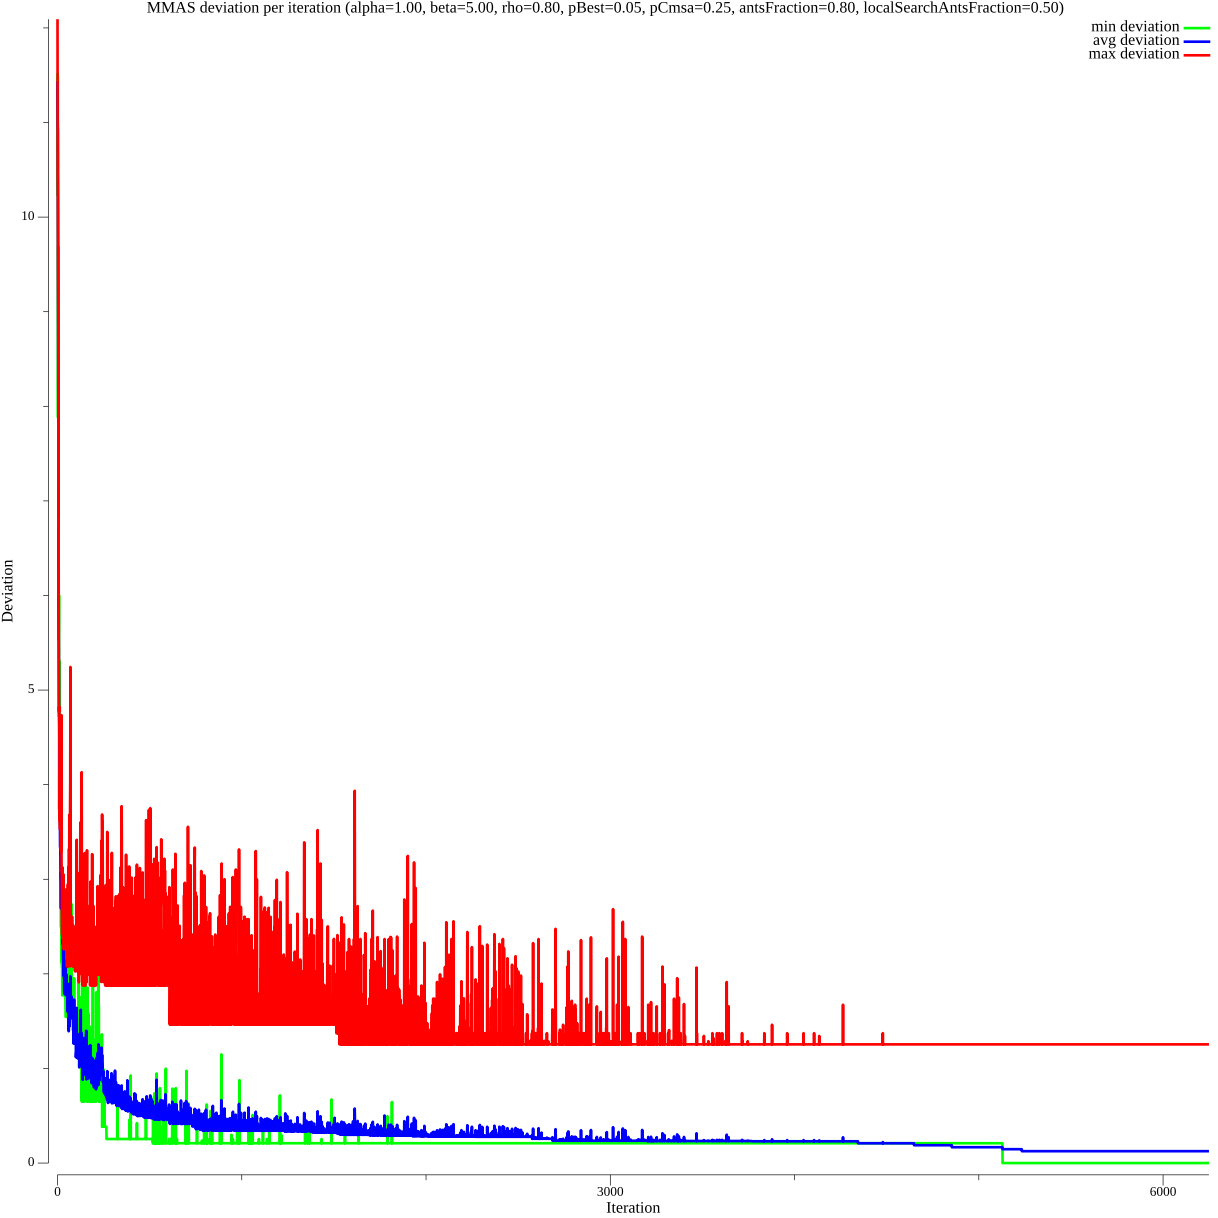 MMAS deviation per iteration (alpha=1.00, beta=5.00, rho=0.80, pBest=0.05, pCmsa=0.25, antsFraction=0.80, localSearchAntsFraction=0.50)
min deviation
avg deviation
max deviation
10
5
0
Deviation
0
3000
6000
Iteration